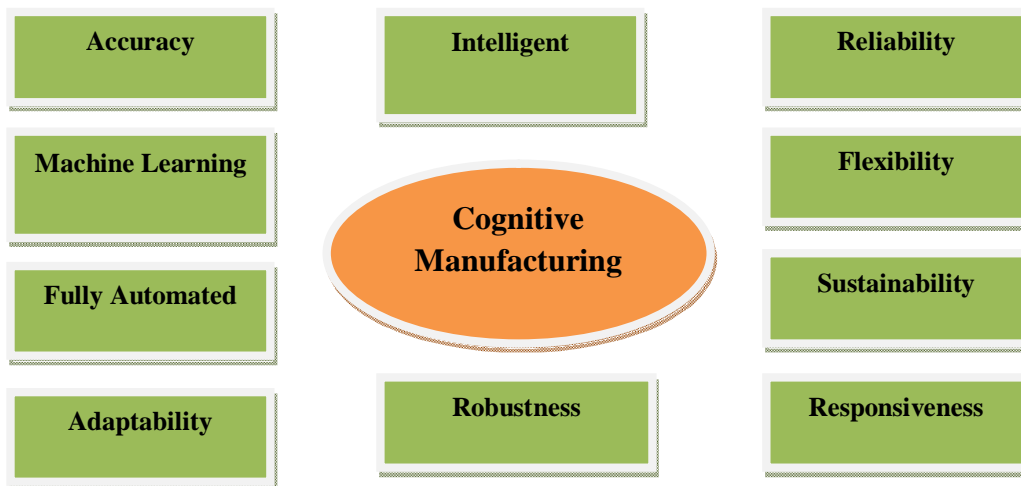 Accuracy
Intelligent
Reliability
Machine Learning
Flexibility
Cognitive
Manufacturing
Fully Automated
Sustainability
Adaptability
Robustness
Responsiveness